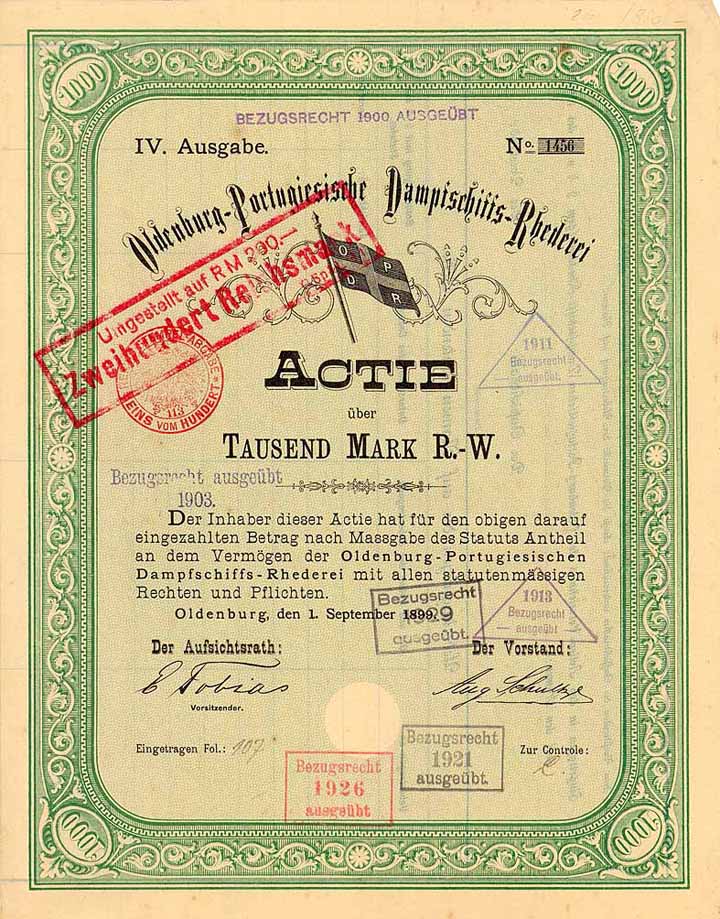 1000 1000
BEZUGSRECHT 1900 AUSGEÜBT
IV. Ausgabe. No. 1456
Oldenburg-Portugiesische Dampfschiffs-Rhederei
Umgestellt auf R.M. 200.—
Zweihundert Reichsmark
O P
D R
EINS VOM HUNDERT
113
ACTIE
1911
Bezugsrecht
ausgeübt.
über
TAUSEND MARK R.-W.
Bezugsrecht ausgeübt
1903.
Der Inhaber dieser Actie hat für den obigen darauf
eingezahlten Betrag nach Massgabe des Statuts Antheil
an dem Vermögen der Oldenburg-Portugiesischen
Dampfschiffs-Rhederei mit allen statutenmässigen
Rechten und Pflichten.
Oldenburg, den 1. September 1899.
Bezugsrecht
1929
ausgeübt.
1913
Bezugsrecht
ausgeübt
Der Aufsichtsrath: Der Vorstand:
E Tobias Aug Schultze
Vorsitzender.
Eingetragen Fol.: 107 Zur Controle:
Bezugsrecht
1926
ausgeübt
Bezugsrecht
1921
ausgeübt.
1000 1000